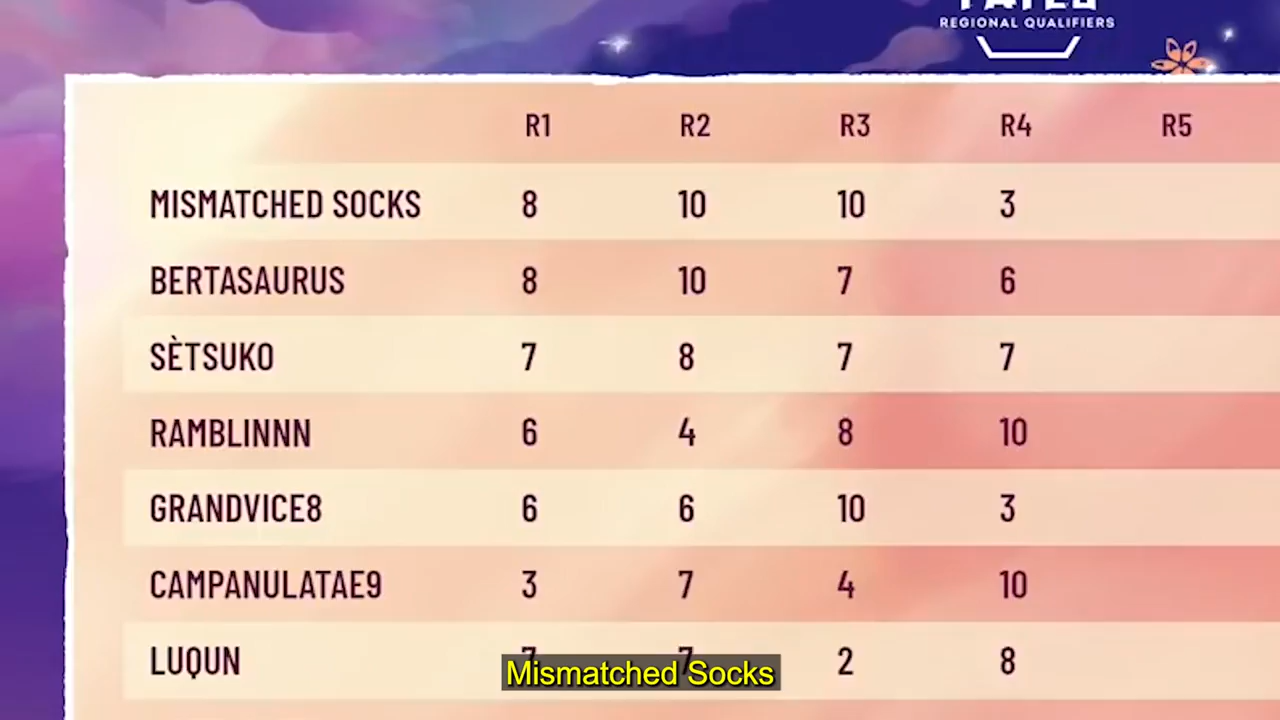 REGIONAL QUALIFIERS
R1 R2 R3 R4 R5
MISMATCHED SOCKS 8 10 10 3
BERTASAURUS 8 10 7 6
SÈTSUKO 7 8 7 7
RAMBLINNN 6 4 8 10
GRANDVICE8 6 6 10 3
CAMPANULATAE9 3 7 4 10
LUQUN 7 7 2 8
Mismatched Socks